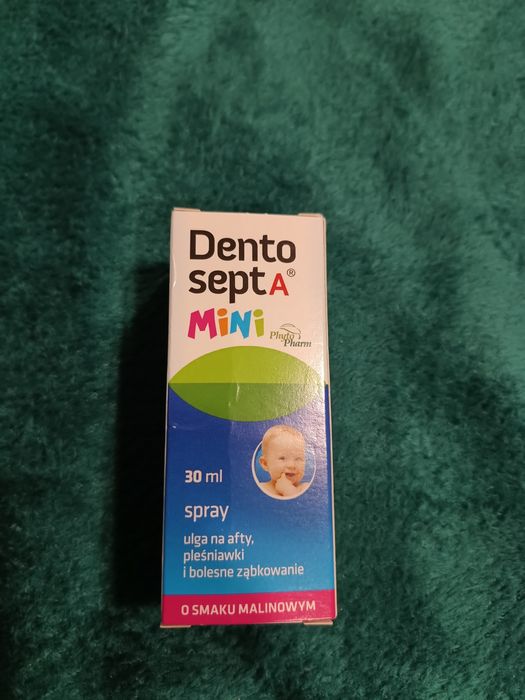 Dento
septA®
MiNi
Phyto
Pharm
30 ml
spray
ulga na afty,
pleśniawki
i bolesne ząbkowanie
O SMAKU MALINOWYM